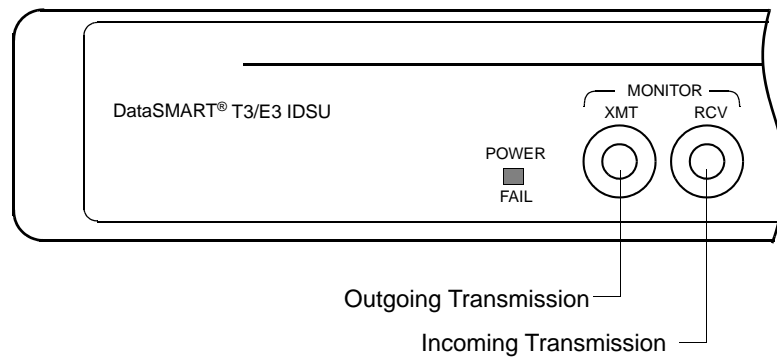 MONITOR
XMT RCV
DataSMART® T3/E3 IDSU
POWER
FAIL
Outgoing Transmission
Incoming Transmission